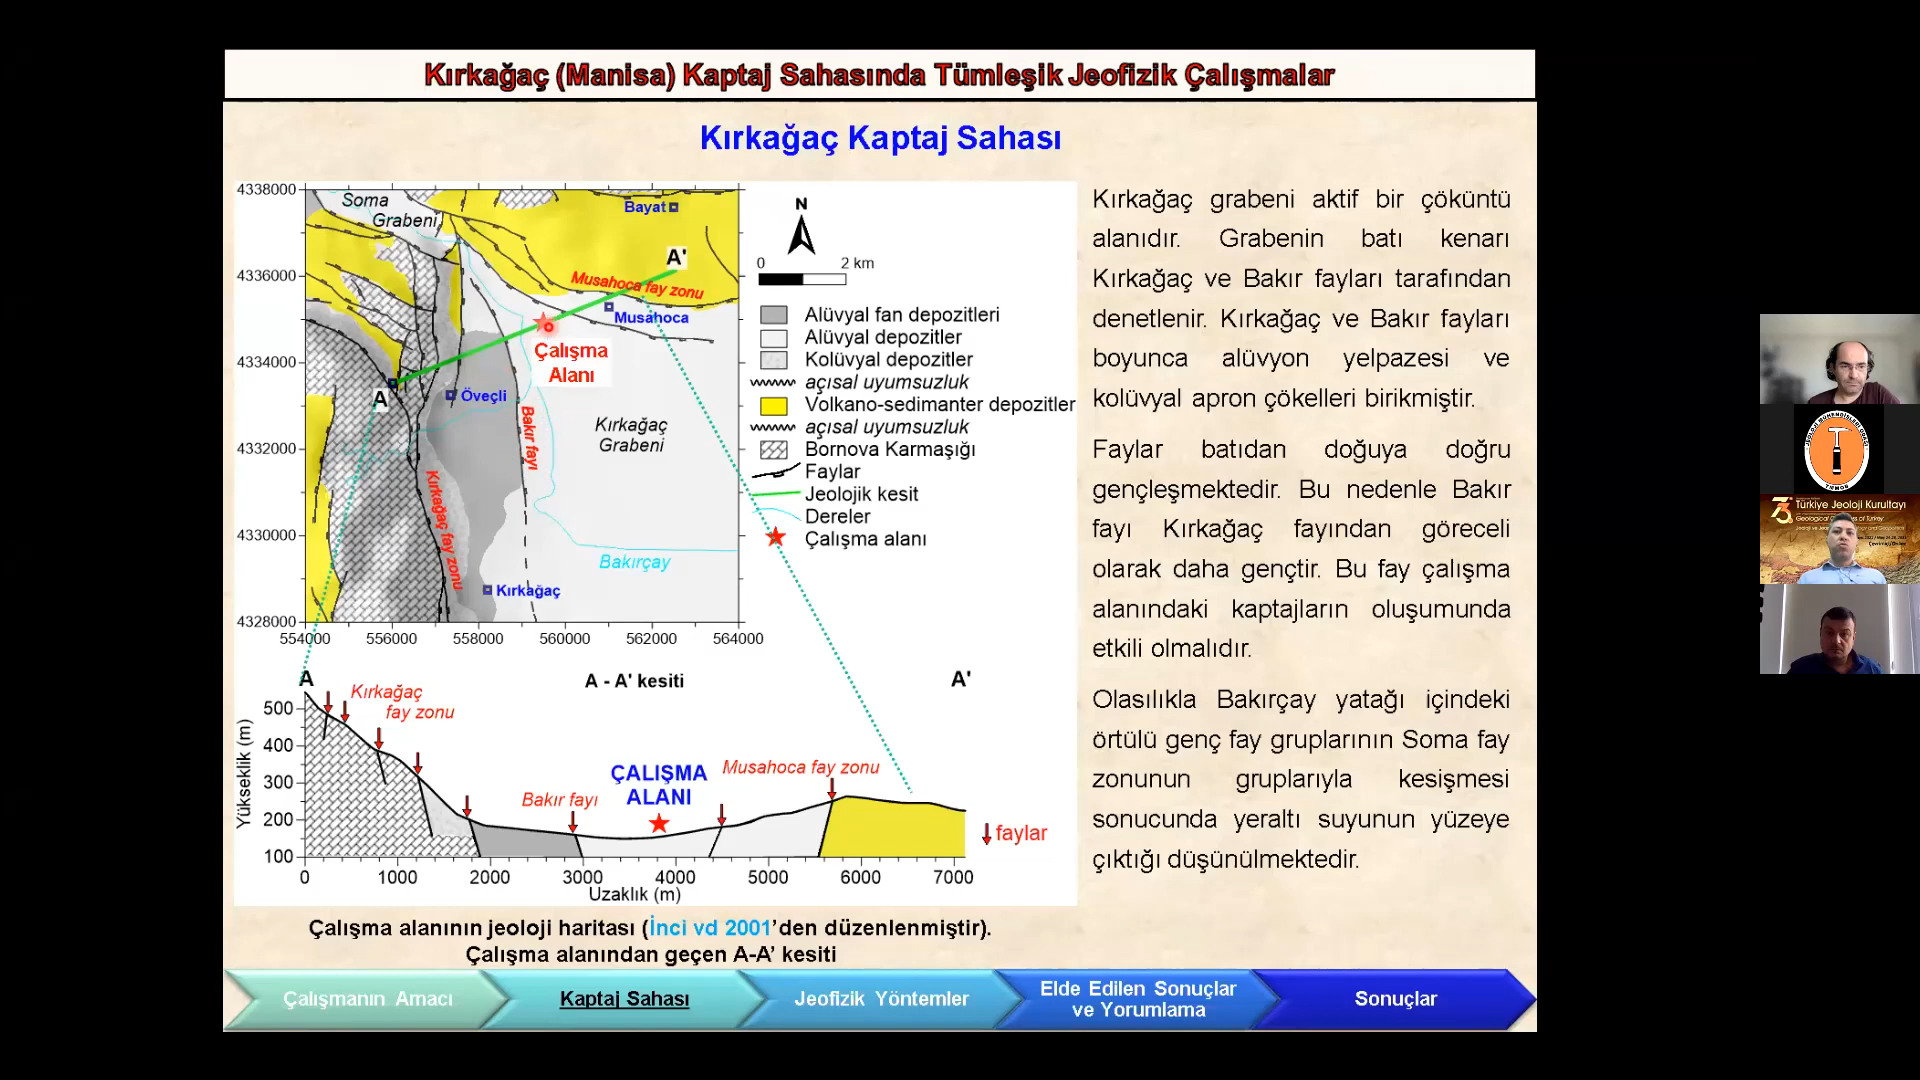 Kırkağaç (Manisa) Kaptaj Sahasında Tümleşik Jeofizik Çalışmalar
Kırkağaç Kaptaj Sahası
4338000
4336000
4334000
4332000
4330000
4328000
554000 556000 558000 560000 562000 564000
Soma
Grabeni
Bayat
A'
Musahoca fay zonu
Musahoca
Çalışma
Alanı
A
Öveçli
Bakır fayı
Kırkağaç
Grabeni
Kırkağaç fay zonu
Bakırçay
Kırkağaç
N
0 2 km
Alüvyal fan depozitleri
Alüvyal depozitler
Kolüvyal depozitler
açısal uyumsuzluk
Volkano-sedimanter depozitler
açısal uyumsuzluk
Bornova Karmaşığı
Faylar
Jeolojik kesit
Dereler
Çalışma alanı
A
A - A' kesiti
A'
Kırkağaç
fay zonu
Bakır fayı
ÇALIŞMA
ALANI
Musahoca fay zonu
faylar
Yükseklik (m)
500
400
300
200
100
0 1000 2000 3000 4000 5000 6000 7000
Uzaklık (m)
Çalışma alanının jeoloji haritası (İnci vd 2001’den düzenlenmiştir).
Çalışma alanından geçen A-A’ kesiti
Kırkağaç grabeni aktif bir çöküntü
alanıdır. Grabenin batı kenarı
Kırkağaç ve Bakır fayları tarafından
denetlenir. Kırkağaç ve Bakır fayları
boyunca alüvyon yelpazesi ve
kolüvyal apron çökelleri birikmiştir.
Faylar batıdan doğuya doğru
gençleşmektedir. Bu nedenle Bakır
fayı Kırkağaç fayından göreceli
olarak daha gençtir. Bu fay çalışma
alanındaki kaptajların oluşumunda
etkili olmalıdır.
Olasılıkla Bakırçay yatağı içindeki
örtülü genç fay gruplarının Soma fay
zonunun gruplarıyla kesişmesi
sonucunda yeraltı suyunun yüzeye
çıktığı düşünülmektedir.
Çalışmanın Amacı
Kaptaj Sahası
Jeofizik Yöntemler
Elde Edilen Sonuçlar
ve Yorumlama
Sonuçlar
JEOLOJİ MÜHENDİSLERİ ODASI
TMMOB
73
Türkiye Jeoloji Kurultayı